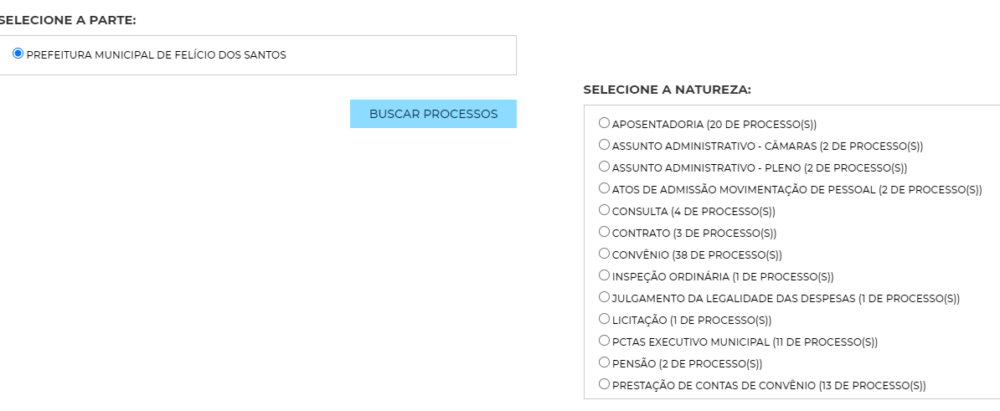 SELECIONE A PARTE:
PREFEITURA MUNICIPAL DE FELÍCIO DOS SANTOS
BUSCAR PROCESSOS
SELECIONE A NATUREZA:
APOSENTADORIA (20 DE PROCESSO(S))
ASSUNTO ADMINISTRATIVO - CÂMARAS (2 DE PROCESSO(S))
ASSUNTO ADMINISTRATIVO - PLENO (2 DE PROCESSO(S))
ATOS DE ADMISSÃO MOVIMENTAÇÃO DE PESSOAL (2 DE PROCESSO(S))
CONSULTA (4 DE PROCESSO(S))
CONTRATO (3 DE PROCESSO(S))
CONVÊNIO (38 DE PROCESSO(S))
INSPEÇÃO ORDINÁRIA (1 DE PROCESSO(S))
JULGAMENTO DA LEGALIDADE DAS DESPESAS (1 DE PROCESSO(S))
LICITAÇÃO (1 DE PROCESSO(S))
PCTAS EXECUTIVO MUNICIPAL (11 DE PROCESSO(S))
PENSÃO (2 DE PROCESSO(S))
PRESTAÇÃO DE CONTAS DE CONVÊNIO (13 DE PROCESSO(S))